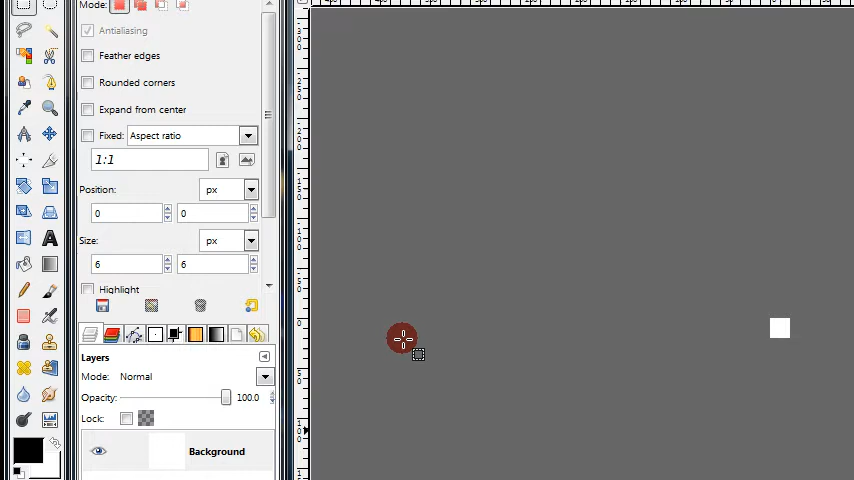 Mode:
Antialiasing
Feather edges
Rounded corners
Expand from center
Fixed: Aspect ratio
1:1
Position: px
0 0
Size: px
6 6
Highlight
Layers
Mode: Normal
Opacity: 100.0
Lock:
Background